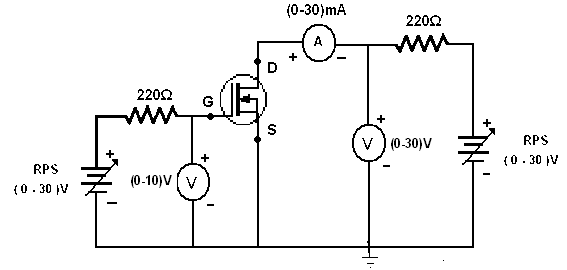 (0-30)mA
220Ω
A
+
−
D
220Ω
G
S
+
V
(0-30)V
−
+
RPS
( 0 - 30 )V
−
RPS
( 0 - 30 )V
+
−
(0-10)V
+
V
−